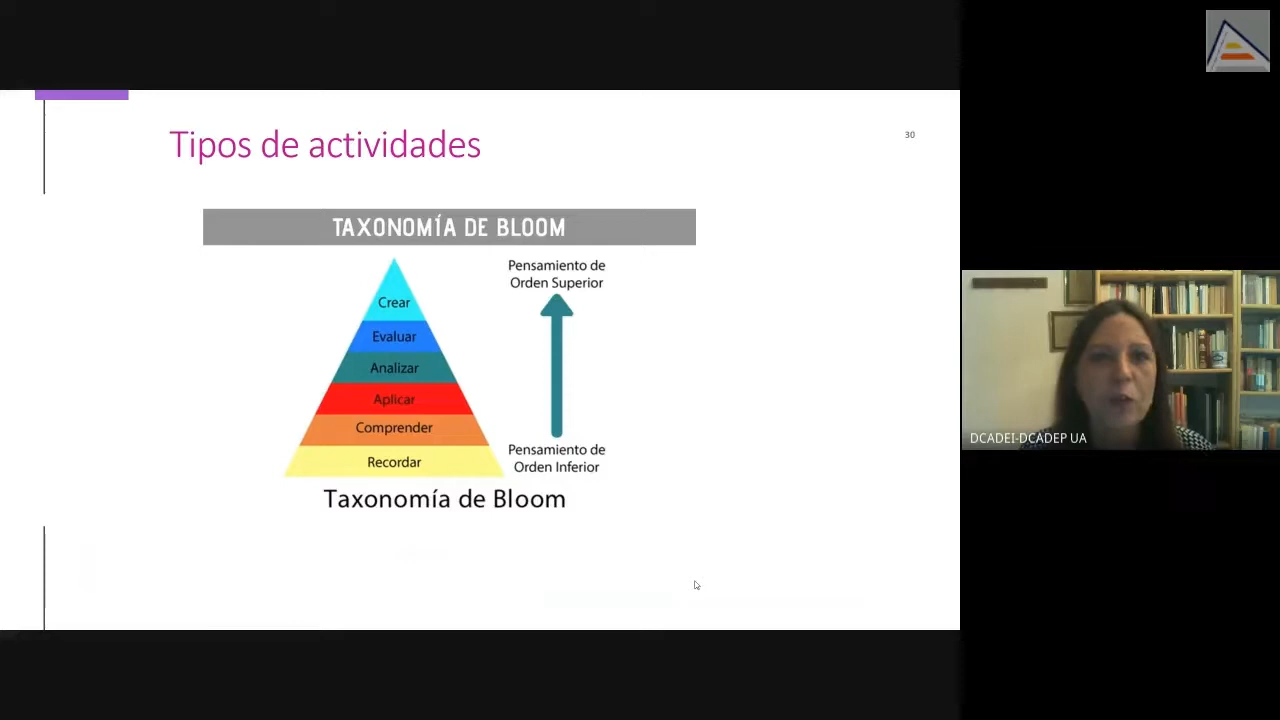 Tipos de actividades
30
TAXONOMÍA DE BLOOM
Pensamiento de
Orden Superior
Crear
Evaluar
Analizar
Aplicar
Comprender
Recordar
Pensamiento de
Orden Inferior
Taxonomía de Bloom
DCADEI-DCADEP UA